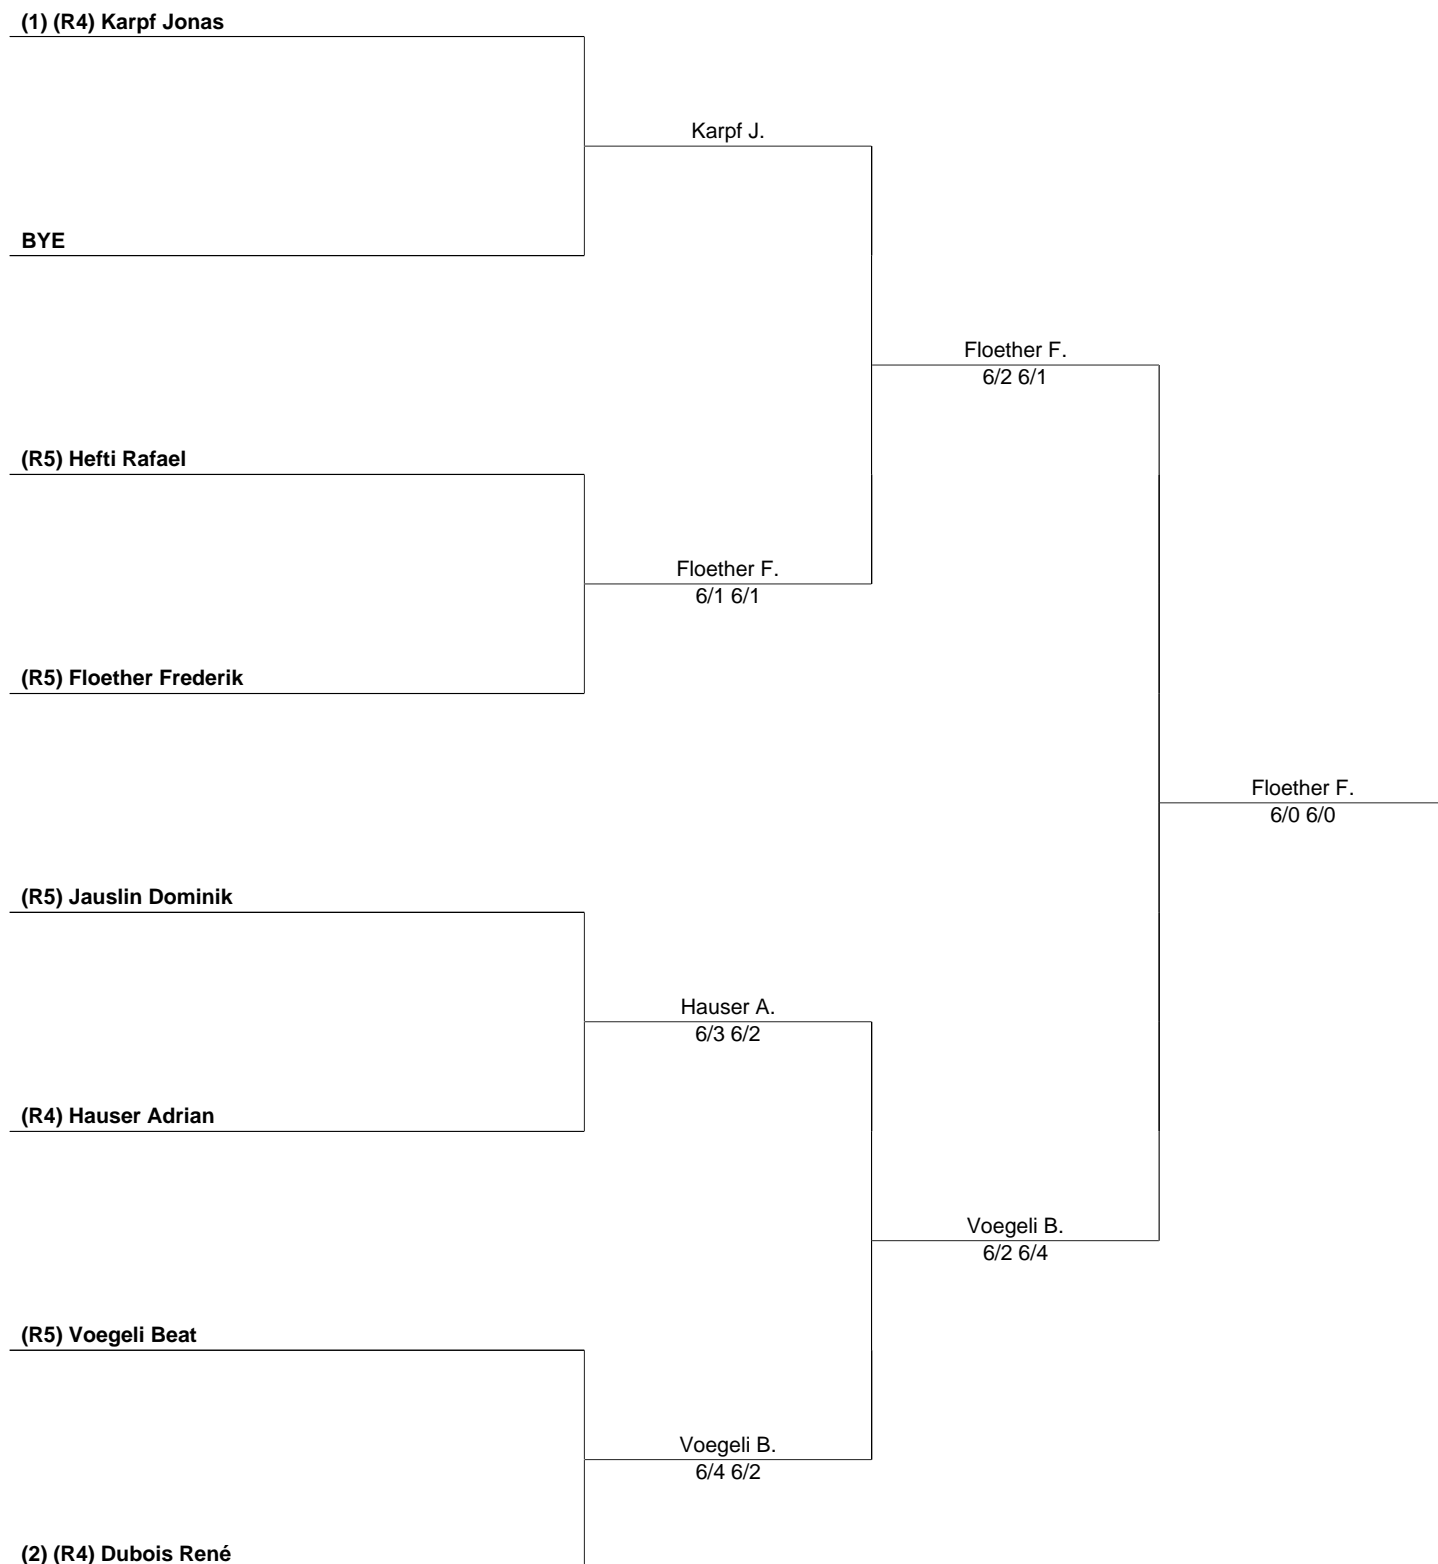 (1) (R4) Karpf Jonas
Karpf J.
BYE
Floether F.
6/2 6/1
(R5) Hefti Rafael
Floether F.
6/1 6/1
(R5) Floether Frederik
Floether F.
6/0 6/0
(R5) Jauslin Dominik
Hauser A.
6/3 6/2
(R4) Hauser Adrian
Voegeli B.
6/2 6/4
(R5) Voegeli Beat
Voegeli B.
6/4 6/2
(2) (R4) Dubois René